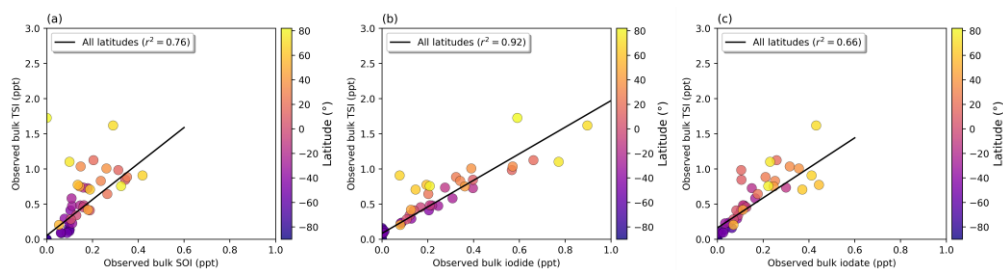 (a)
All latitudes (r² = 0.76)
Observed bulk TSI (ppt)
3.0
2.5
2.0
1.5
1.0
0.5
0.0
0.0 0.2 0.4 0.6 0.8 1.0
Observed bulk SOI (ppt)
80
60
40
20
0
−20
−40
−60
−80
Latitude (°)
(b)
All latitudes (r² = 0.92)
Observed bulk TSI (ppt)
3.0
2.5
2.0
1.5
1.0
0.5
0.0
0.0 0.2 0.4 0.6 0.8 1.0
Observed bulk iodide (ppt)
80
60
40
20
0
−20
−40
−60
−80
Latitude (°)
(c)
All latitudes (r² = 0.66)
Observed bulk TSI (ppt)
3.0
2.5
2.0
1.5
1.0
0.5
0.0
0.0 0.2 0.4 0.6 0.8 1.0
Observed bulk iodate (ppt)
80
60
40
20
0
−20
−40
−60
−80
Latitude (°)